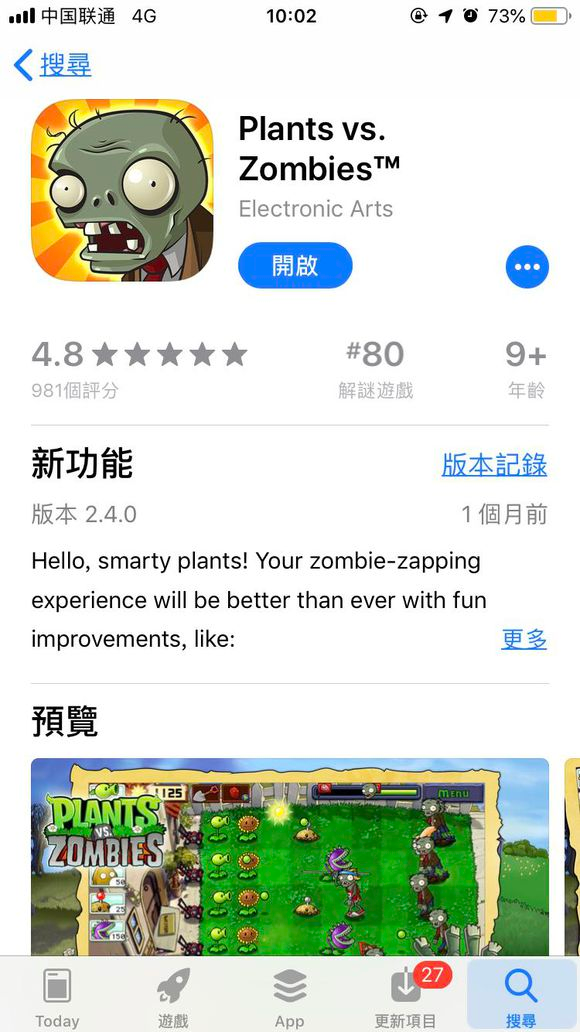 中国联通 4G 10:02 73%
搜尋
Plants vs.
Zombies™
Electronic Arts
開啟
4.8 #80 9+
981個評分 解謎遊戲 年齡
新功能 版本記錄
版本 2.4.0 1 個月前
Hello, smarty plants! Your zombie-zapping
experience will be better than ever with fun
improvements, like: 更多
預覽
125 MENU
PLANTS
VS.
ZOMBIES
50
25
150
27
Today 遊戲 App 更新項目 搜尋